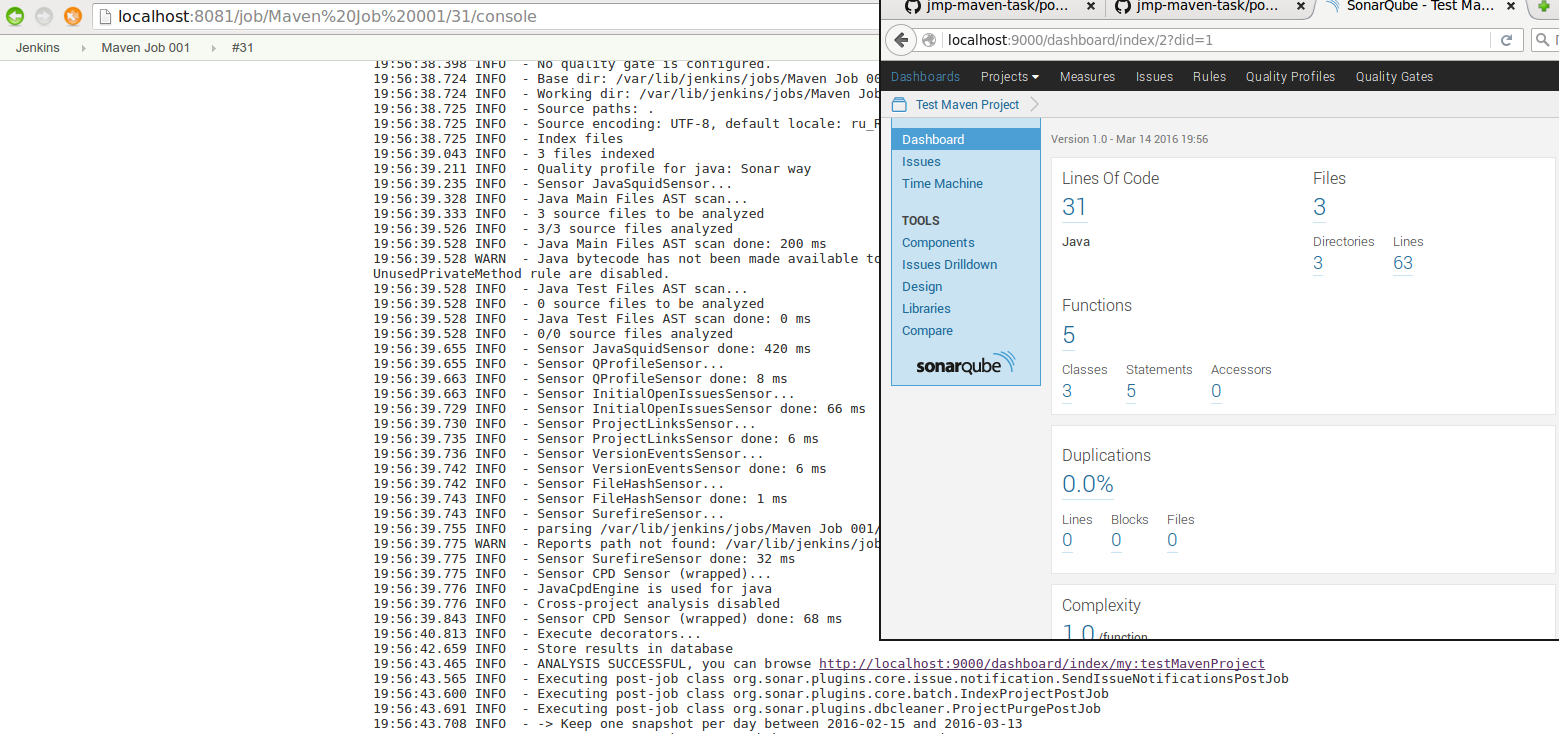 localhost:8081/job/Maven%20Job%20001/31/console
Jenkins Maven Job 001 #31
19:56:38.398 INFO - No quality gate is configured.
19:56:38.724 INFO - Base dir: /var/lib/jenkins/jobs/Maven Job 00
19:56:38.724 INFO - Working dir: /var/lib/jenkins/jobs/Maven Job
19:56:38.725 INFO - Source paths: .
19:56:38.725 INFO - Source encoding: UTF-8, default locale: ru_R
19:56:38.725 INFO - Index files
19:56:39.043 INFO - 3 files indexed
19:56:39.211 INFO - Quality profile for java: Sonar way
19:56:39.235 INFO - Sensor JavaSquidSensor...
19:56:39.328 INFO - Java Main Files AST scan...
19:56:39.333 INFO - 3 source files to be analyzed
19:56:39.526 INFO - 3/3 source files analyzed
19:56:39.528 INFO - Java Main Files AST scan done: 200 ms
19:56:39.528 WARN - Java bytecode has not been made available to
UnusedPrivateMethod rule are disabled.
19:56:39.528 INFO - Java Test Files AST scan...
19:56:39.528 INFO - 0 source files to be analyzed
19:56:39.528 INFO - Java Test Files AST scan done: 0 ms
19:56:39.528 INFO - 0/0 source files analyzed
19:56:39.655 INFO - Sensor JavaSquidSensor done: 420 ms
19:56:39.655 INFO - Sensor QProfileSensor...
19:56:39.663 INFO - Sensor QProfileSensor done: 8 ms
19:56:39.663 INFO - Sensor InitialOpenIssuesSensor...
19:56:39.729 INFO - Sensor InitialOpenIssuesSensor done: 66 ms
19:56:39.730 INFO - Sensor ProjectLinksSensor...
19:56:39.735 INFO - Sensor ProjectLinksSensor done: 6 ms
19:56:39.736 INFO - Sensor VersionEventsSensor...
19:56:39.742 INFO - Sensor VersionEventsSensor done: 6 ms
19:56:39.742 INFO - Sensor FileHashSensor...
19:56:39.743 INFO - Sensor FileHashSensor done: 1 ms
19:56:39.743 INFO - Sensor SurefireSensor...
19:56:39.755 INFO - parsing /var/lib/jenkins/jobs/Maven Job 001/
19:56:39.775 WARN - Reports path not found: /var/lib/jenkins/job
19:56:39.775 INFO - Sensor SurefireSensor done: 32 ms
19:56:39.775 INFO - Sensor CPD Sensor (wrapped)...
19:56:39.776 INFO - JavaCpdEngine is used for java
19:56:39.776 INFO - Cross-project analysis disabled
19:56:39.843 INFO - Sensor CPD Sensor (wrapped) done: 68 ms
19:56:40.813 INFO - Execute decorators...
19:56:42.659 INFO - Store results in database
19:56:43.465 INFO - ANALYSIS SUCCESSFUL, you can browse http://localhost:9000/dashboard/index/my:testMavenProject
19:56:43.565 INFO - Executing post-job class org.sonar.plugins.core.issue.notification.SendIssueNotificationsPostJob
19:56:43.600 INFO - Executing post-job class org.sonar.plugins.core.batch.IndexProjectPostJob
19:56:43.691 INFO - Executing post-job class org.sonar.plugins.dbcleaner.ProjectPurgePostJob
19:56:43.708 INFO - -> Keep one snapshot per day between 2016-02-15 and 2016-03-13
jmp-maven-task/po... jmp-maven-task/po... SonarQube - Test Ma...
localhost:9000/dashboard/index/2?did=1
Dashboards Projects Measures Issues Rules Quality Profiles Quality Gates
Test Maven Project
Dashboard
Issues
Time Machine
TOOLS
Components
Issues Drilldown
Design
Libraries
Compare
sonarqube
Version 1.0 - Mar 14 2016 19:56
Lines Of Code Files
31 3
Java Directories Lines
3 63
Functions
5
Classes Statements Accessors
3 5 0
Duplications
0.0%
Lines Blocks Files
0 0 0
Complexity
1.0 /function